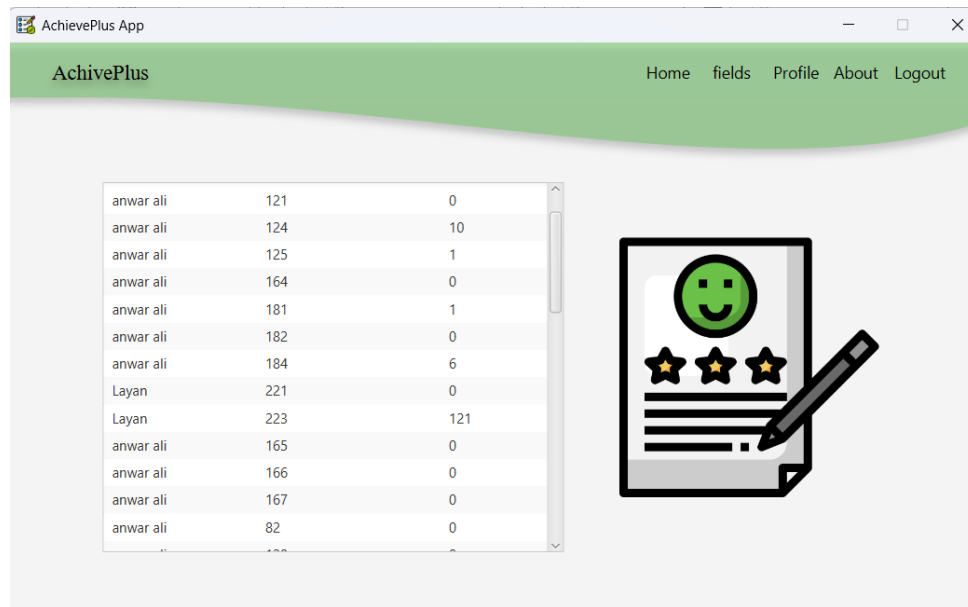 AchievePlus App
AchivePlus Home fields Profile About Logout
anwar ali 121 0
anwar ali 124 10
anwar ali 125 1
anwar ali 164 0
anwar ali 181 1
anwar ali 182 0
anwar ali 184 6
Layan 221 0
Layan 223 121
anwar ali 165 0
anwar ali 166 0
anwar ali 167 0
anwar ali 82 0